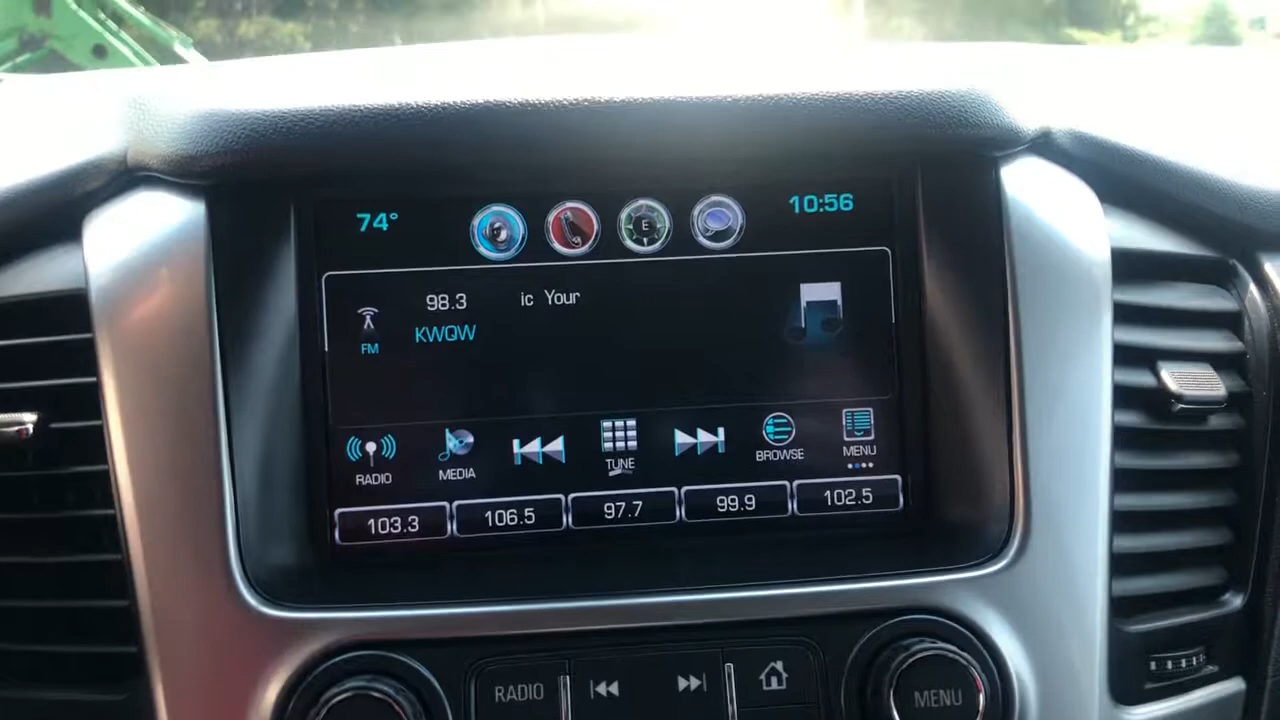 74° 10:56
E
98.3 ic Your
KWQW
FM
RADIO MEDIA TUNE BROWSE MENU
103.3 106.5 97.7 99.9 102.5
RADIO MENU